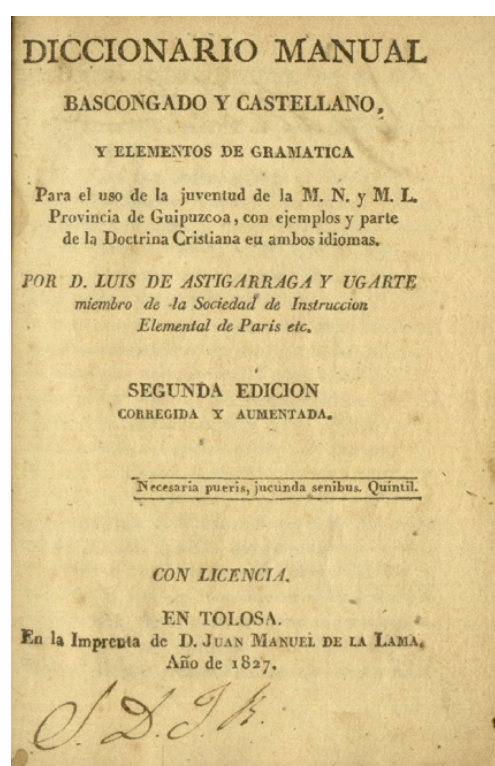 DICCIONARIO MANUAL
BASCONGADO Y CASTELLANO,
Y ELEMENTOS DE GRAMATICA
Para el uso de la juventud de la M. N. y M. L.
Provincia de Guipuzcoa, con ejemplos y parte
de la Doctrina Cristiana en ambos idiomas.
POR D. LUIS DE ASTIGARRAGA Y UGARTE
miembro de la Sociedad de Instruccion
Elemental de Paris etc.
SEGUNDA EDICION
CORREGIDA Y AUMENTADA.
Necesaria pueris, jucunda senibus. Quintil.
CON LICENCIA.
EN TOLOSA.
En la Imprenta de D. JUAN MANUEL DE LA LAMA,
Año de 1827.